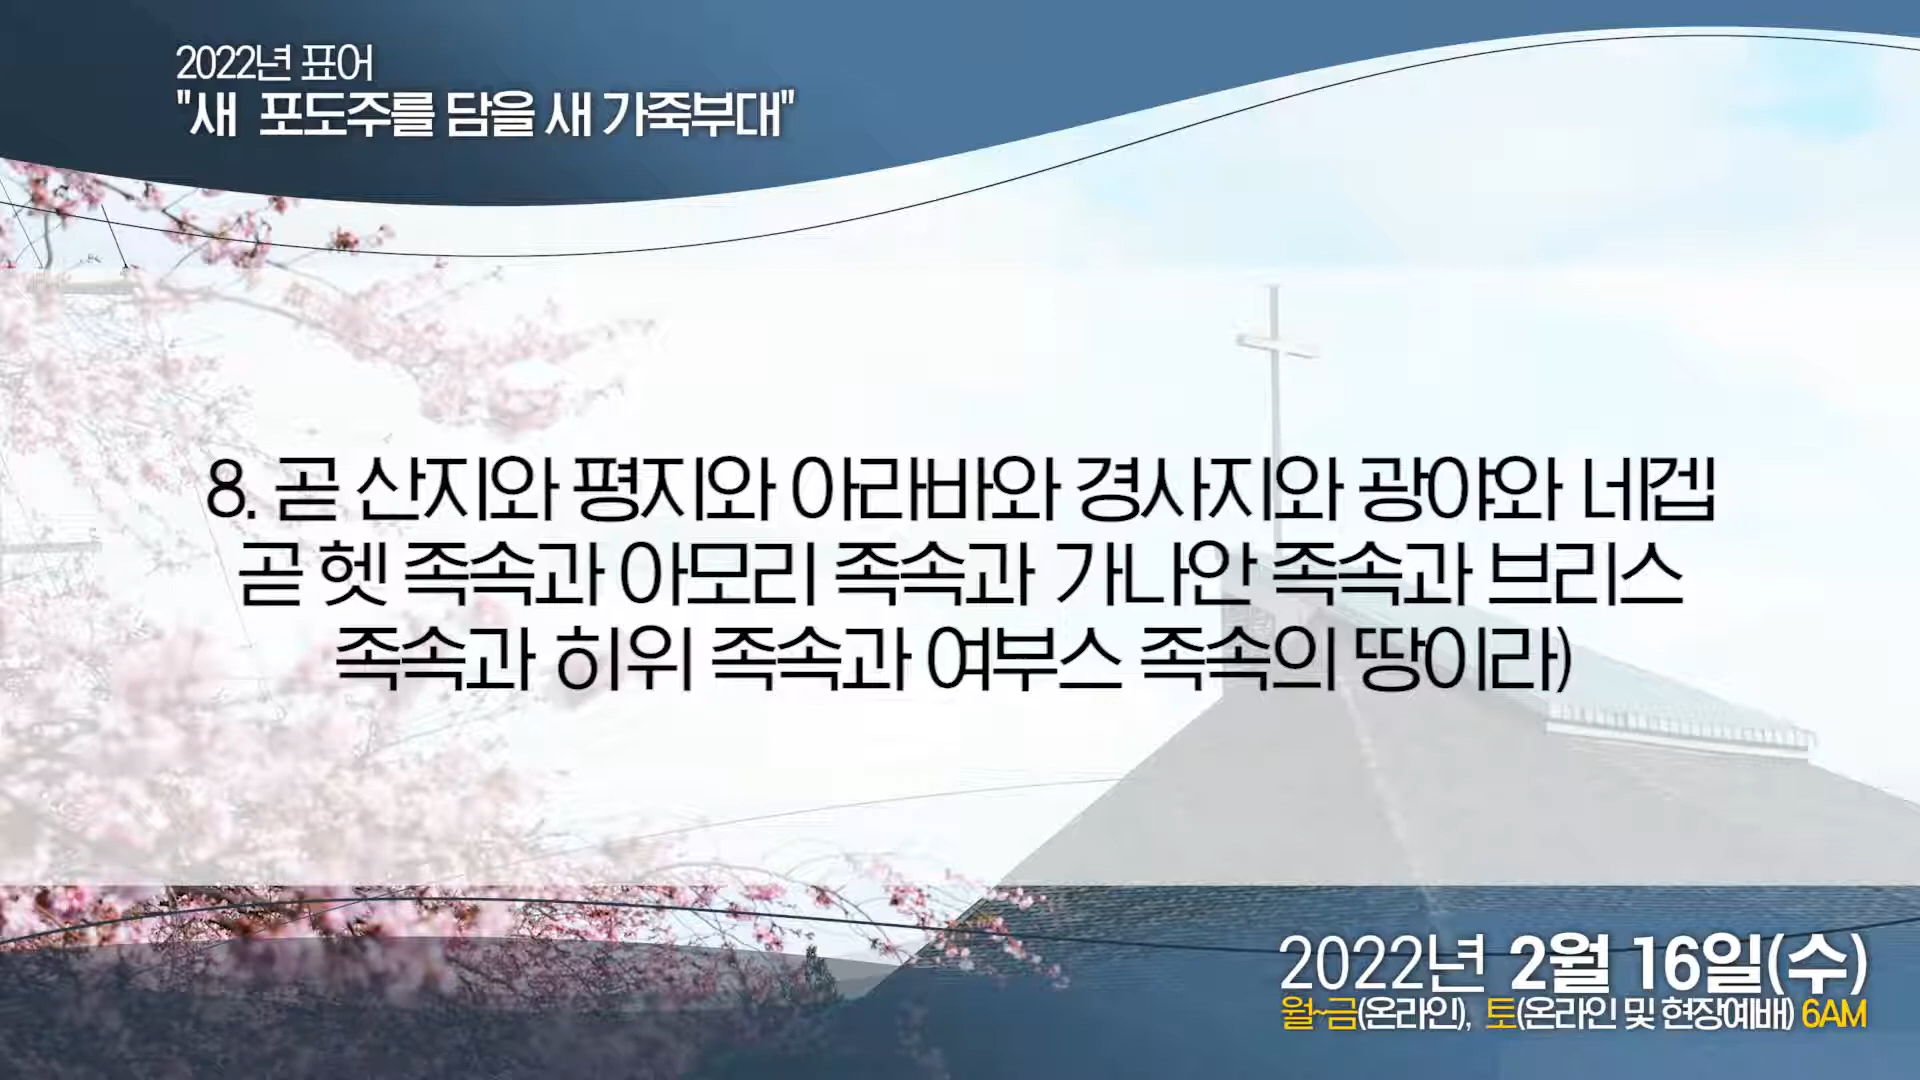 2022년 표어
"새 포도주를 담을 새 가죽부대"
8. 곧 산지와 평지와 아라바와 경사지와 광야와 네겝
곧 헷 족속과 아모리 족속과 가나안 족속과 브리스
족속과 히위 족속과 여부스 족속의 땅이라)
2022년 2월 16일(수)
월~금(온라인), 토(온라인 및 현장예배) 6AM